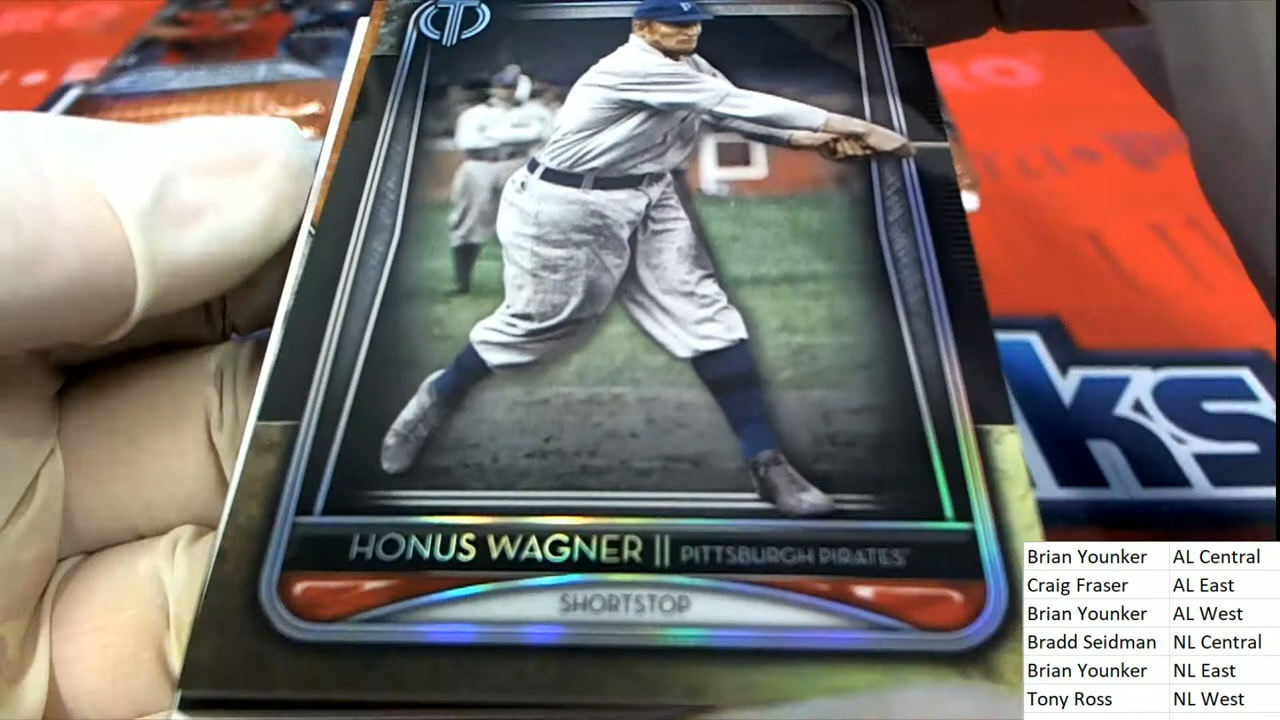 HONUS WAGNER || PITTSBURGH PIRATES
SHORTSTOP
ks
Brian Younker AL Central
Craig Fraser AL East
Brian Younker AL West
Bradd Seidman NL Central
Brian Younker NL East
Tony Ross NL West